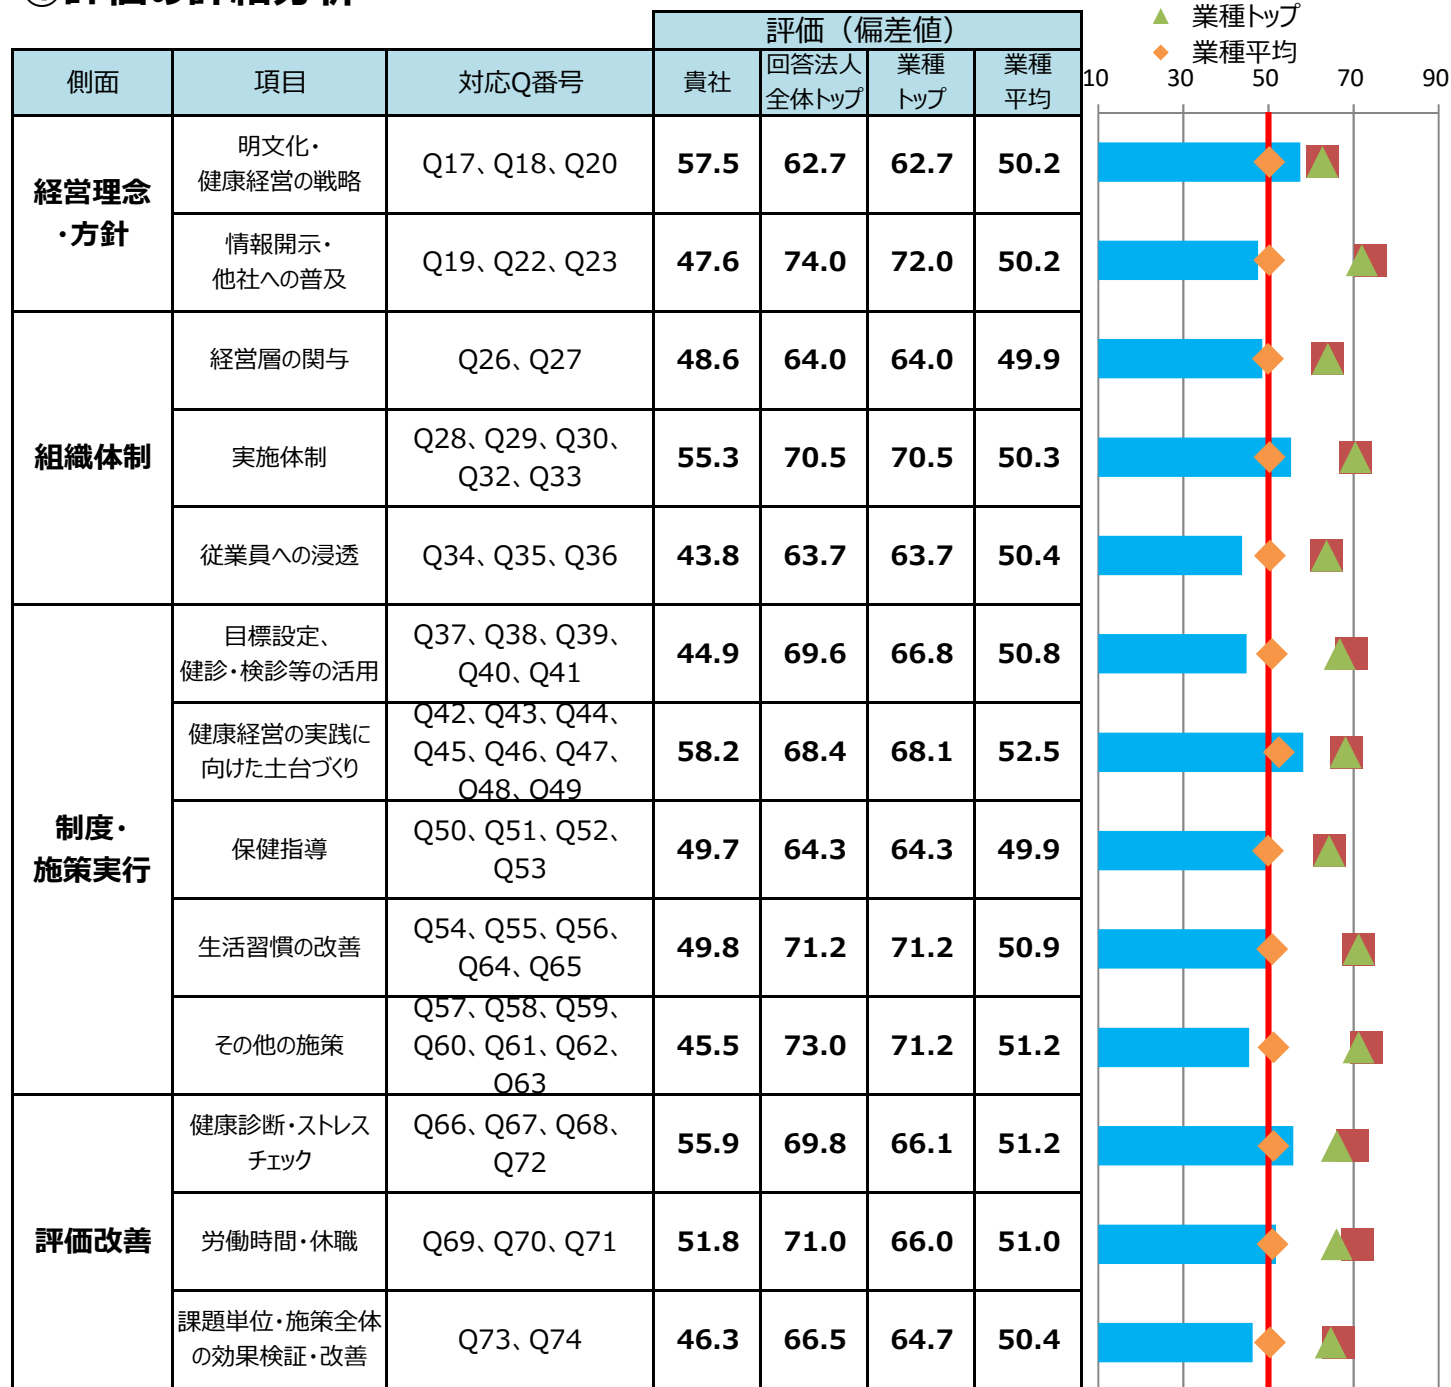 ①評価の詳細分析
▲ 業種トップ
◆ 業種平均
10 30 50 70 90
評価（偏差値）
側面 項目 対応Q番号 貴社 回答法人 業種 業種
全体トップ トップ 平均
経営理念
・方針
明文化・
健康経営の戦略
Q17、Q18、Q20 57.5 62.7 62.7 50.2
情報開示・
他社への普及
Q19、Q22、Q23 47.6 74.0 72.0 50.2
組織体制
経営層の関与 Q26、Q27 48.6 64.0 64.0 49.9
実施体制
Q28、Q29、Q30、
Q32、Q33
55.3 70.5 70.5 50.3
従業員への浸透 Q34、Q35、Q36 43.8 63.7 63.7 50.4
制度・
施策実行
目標設定、
健診・検診等の活用
Q37、Q38、Q39、
Q40、Q41
44.9 69.6 66.8 50.8
健康経営の実践に
向けた土台づくり
Q42、Q43、Q44、
Q45、Q46、Q47、
Q48、Q49
58.2 68.4 68.1 52.5
保健指導
Q50、Q51、Q52、
Q53
49.7 64.3 64.3 49.9
生活習慣の改善
Q54、Q55、Q56、
Q64、Q65
49.8 71.2 71.2 50.9
その他の施策
Q57、Q58、Q59、
Q60、Q61、Q62、
Q63
45.5 73.0 71.2 51.2
評価改善
健康診断・ストレス
チェック
Q66、Q67、Q68、
Q72
55.9 69.8 66.1 51.2
労働時間・休職 Q69、Q70、Q71 51.8 71.0 66.0 51.0
課題単位・施策全体
の効果検証・改善
Q73、Q74 46.3 66.5 64.7 50.4